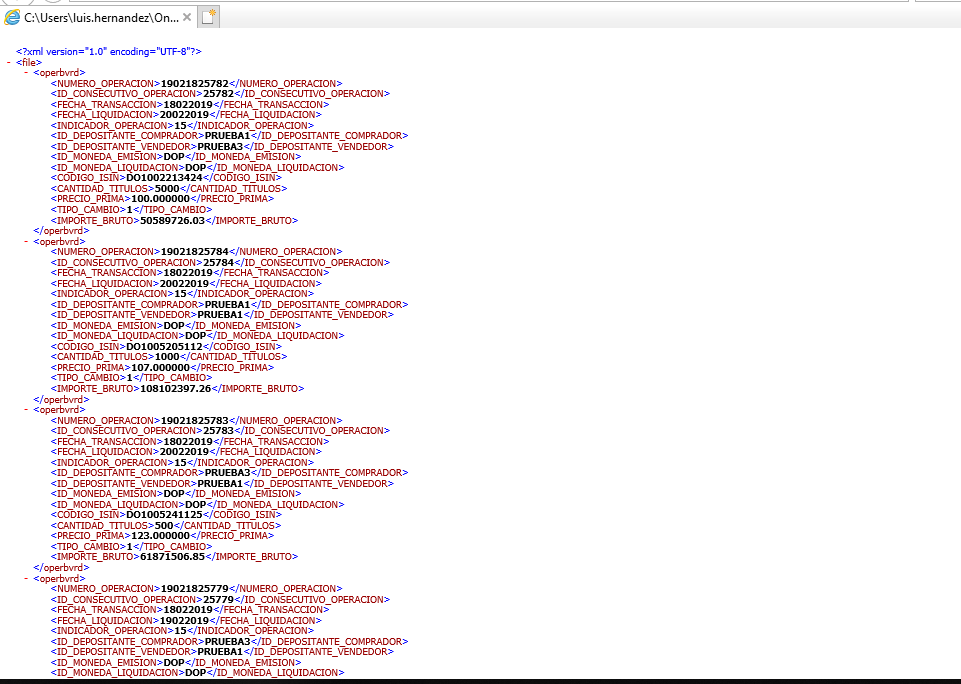 C:\Users\luis.hernandez\On...
<?xml version="1.0" encoding="UTF-8"?>
- <file>
- <operbvrd>
<NUMERO_OPERACION>19021825782</NUMERO_OPERACION>
<ID_CONSECUTIVO_OPERACION>25782</ID_CONSECUTIVO_OPERACION>
<FECHA_TRANSACCION>18022019</FECHA_TRANSACCION>
<FECHA_LIQUIDACION>20022019</FECHA_LIQUIDACION>
<INDICADOR_OPERACION>15</INDICADOR_OPERACION>
<ID_DEPOSITANTE_COMPRADOR>PRUEBA1</ID_DEPOSITANTE_COMPRADOR>
<ID_DEPOSITANTE_VENDEDOR>PRUEBA3</ID_DEPOSITANTE_VENDEDOR>
<ID_MONEDA_EMISION>DOP</ID_MONEDA_EMISION>
<ID_MONEDA_LIQUIDACION>DOP</ID_MONEDA_LIQUIDACION>
<CODIGO_ISIN>DO1002213424</CODIGO_ISIN>
<CANTIDAD_TITULOS>5000</CANTIDAD_TITULOS>
<PRECIO_PRIMA>100.000000</PRECIO_PRIMA>
<TIPO_CAMBIO>1</TIPO_CAMBIO>
<IMPORTE_BRUTO>50589726.03</IMPORTE_BRUTO>
</operbvrd>
- <operbvrd>
<NUMERO_OPERACION>19021825784</NUMERO_OPERACION>
<ID_CONSECUTIVO_OPERACION>25784</ID_CONSECUTIVO_OPERACION>
<FECHA_TRANSACCION>18022019</FECHA_TRANSACCION>
<FECHA_LIQUIDACION>20022019</FECHA_LIQUIDACION>
<INDICADOR_OPERACION>15</INDICADOR_OPERACION>
<ID_DEPOSITANTE_COMPRADOR>PRUEBA1</ID_DEPOSITANTE_COMPRADOR>
<ID_DEPOSITANTE_VENDEDOR>PRUEBA1</ID_DEPOSITANTE_VENDEDOR>
<ID_MONEDA_EMISION>DOP</ID_MONEDA_EMISION>
<ID_MONEDA_LIQUIDACION>DOP</ID_MONEDA_LIQUIDACION>
<CODIGO_ISIN>DO1005205112</CODIGO_ISIN>
<CANTIDAD_TITULOS>1000</CANTIDAD_TITULOS>
<PRECIO_PRIMA>107.000000</PRECIO_PRIMA>
<TIPO_CAMBIO>1</TIPO_CAMBIO>
<IMPORTE_BRUTO>108102397.26</IMPORTE_BRUTO>
</operbvrd>
- <operbvrd>
<NUMERO_OPERACION>19021825783</NUMERO_OPERACION>
<ID_CONSECUTIVO_OPERACION>25783</ID_CONSECUTIVO_OPERACION>
<FECHA_TRANSACCION>18022019</FECHA_TRANSACCION>
<FECHA_LIQUIDACION>20022019</FECHA_LIQUIDACION>
<INDICADOR_OPERACION>15</INDICADOR_OPERACION>
<ID_DEPOSITANTE_COMPRADOR>PRUEBA3</ID_DEPOSITANTE_COMPRADOR>
<ID_DEPOSITANTE_VENDEDOR>PRUEBA1</ID_DEPOSITANTE_VENDEDOR>
<ID_MONEDA_EMISION>DOP</ID_MONEDA_EMISION>
<ID_MONEDA_LIQUIDACION>DOP</ID_MONEDA_LIQUIDACION>
<CODIGO_ISIN>DO1005241125</CODIGO_ISIN>
<CANTIDAD_TITULOS>500</CANTIDAD_TITULOS>
<PRECIO_PRIMA>123.000000</PRECIO_PRIMA>
<TIPO_CAMBIO>1</TIPO_CAMBIO>
<IMPORTE_BRUTO>61871506.85</IMPORTE_BRUTO>
</operbvrd>
- <operbvrd>
<NUMERO_OPERACION>19021825779</NUMERO_OPERACION>
<ID_CONSECUTIVO_OPERACION>25779</ID_CONSECUTIVO_OPERACION>
<FECHA_TRANSACCION>18022019</FECHA_TRANSACCION>
<FECHA_LIQUIDACION>19022019</FECHA_LIQUIDACION>
<INDICADOR_OPERACION>15</INDICADOR_OPERACION>
<ID_DEPOSITANTE_COMPRADOR>PRUEBA3</ID_DEPOSITANTE_COMPRADOR>
<ID_DEPOSITANTE_VENDEDOR>PRUEBA1</ID_DEPOSITANTE_VENDEDOR>
<ID_MONEDA_EMISION>DOP</ID_MONEDA_EMISION>
<ID_MONEDA_LIQUIDACION>DOP</ID_MONEDA_LIQUIDACION>